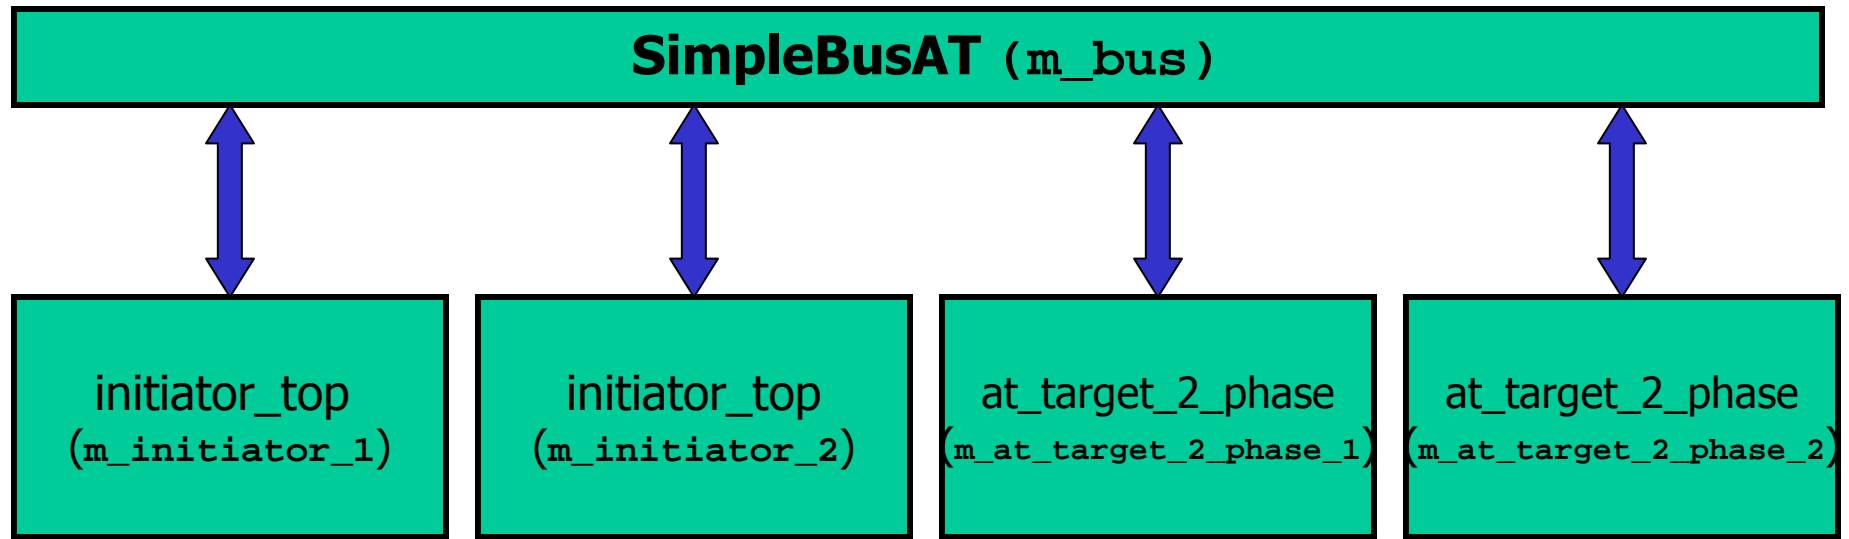 SimpleBusAT (m_bus)
initiator_top
(m_initiator_1)
initiator_top
(m_initiator_2)
at_target_2_phase
(m_at_target_2_phase_1)
at_target_2_phase
(m_at_target_2_phase_2)